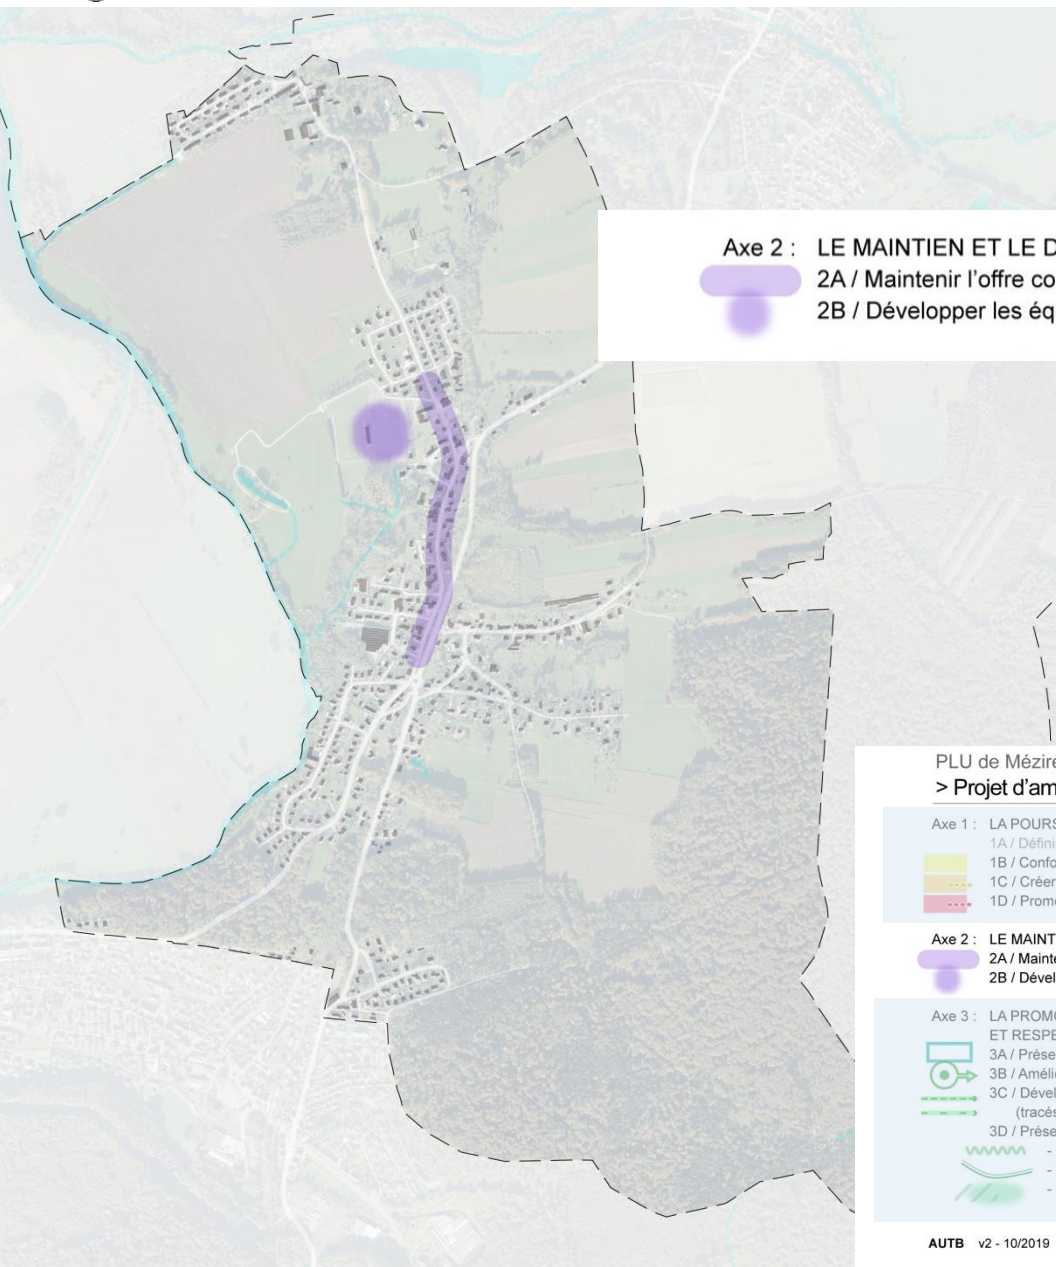 Axe 2 : LE MAINTIEN ET LE D
2A / Maintenir l'offre co
2B / Développer les éq
PLU de Mézire
> Projet d'am
Axe 1 : LA POURS
1A / Défini
1B / Confo
1C / Créer
1D / Prom
Axe 2 : LE MAINT
2A / Mainte
2B / Dével
Axe 3 : LA PROMO
ET RESPE
3A / Prése
3B / Amélio
3C / Dével
(tracés
3D / Prése
-
-
-
AUTB v2 - 10/2019